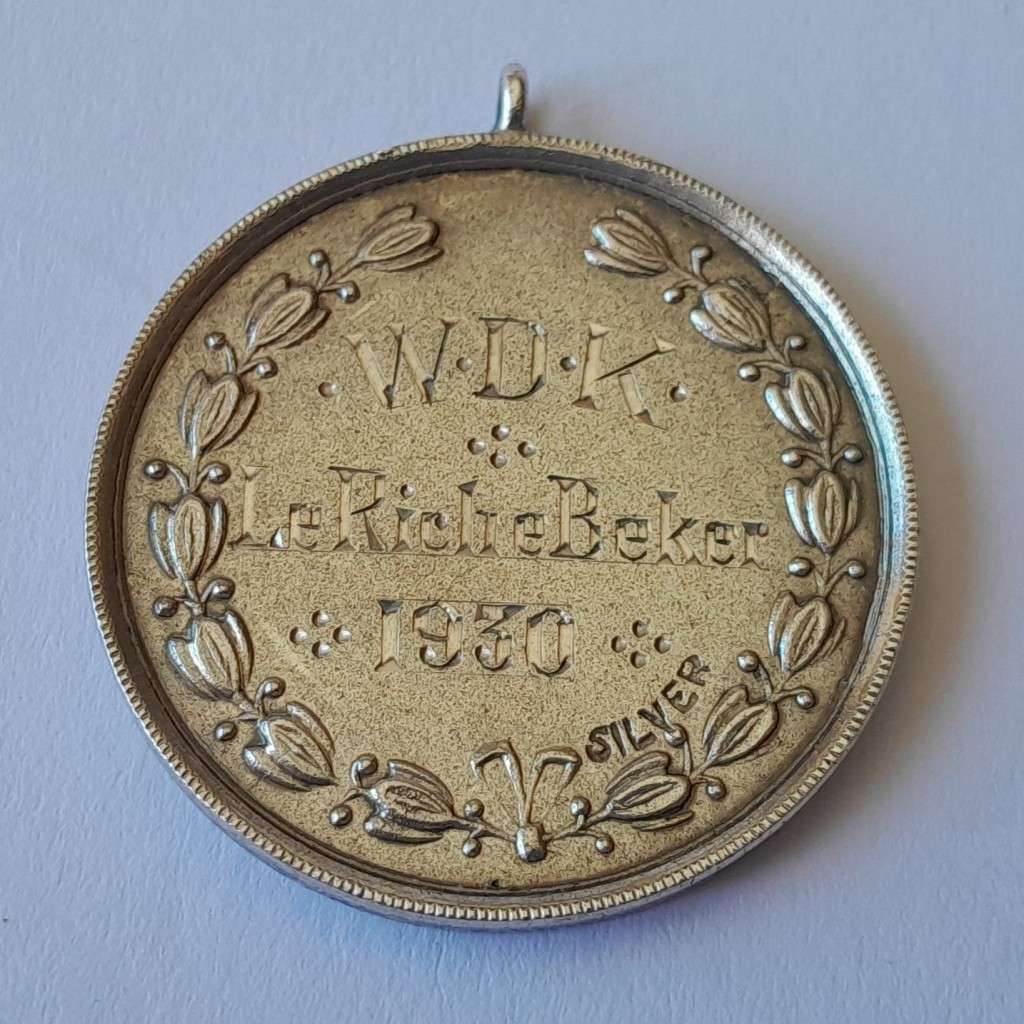 ·W·D·K·
Le Riche Beker
1930
SILVER